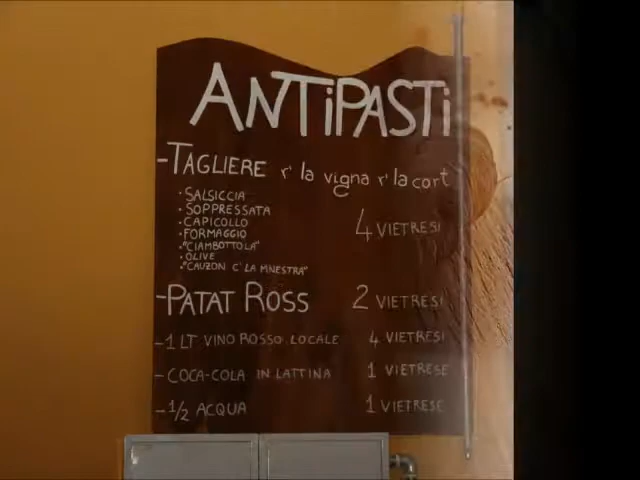 ANTiPASTi
-TAGLIERE r' la vigna r' la cort
· SALSICCIA
· SOPPRESSATA
· CAPICOLLO
· FORMAGGIO
· "CIAMBOTTOLA"
· OLIVE
· "CAUZON C' LA MNESTRA"
4 VIETRESI
-PATAT ROSS 2 VIETRESI
-1 LT VINO ROSSO LOCALE 4 VIETRESI
-COCA-COLA IN LATTINA 1 VIETRESE
-1/2 ACQUA 1 VIETRESE